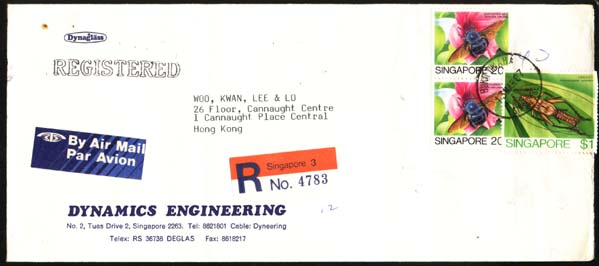 Dynaglass
REGISTERED
WOO, KWAN, LEE & LO
26 Floor, Cannaught Centre
1 Cannaught Place Central
Hong Kong
By Air Mail
Par Avion
R
Singapore 3
No. 4783
DYNAMICS ENGINEERING
No. 2, Tuas Drive 2, Singapore 2263. Tel: 8621801 Cable: Dyneering
Telex: RS 36738 DEGLAS Fax: 8618217
SINGAPORE 20
SINGAPORE 20
SINGAPORE $1